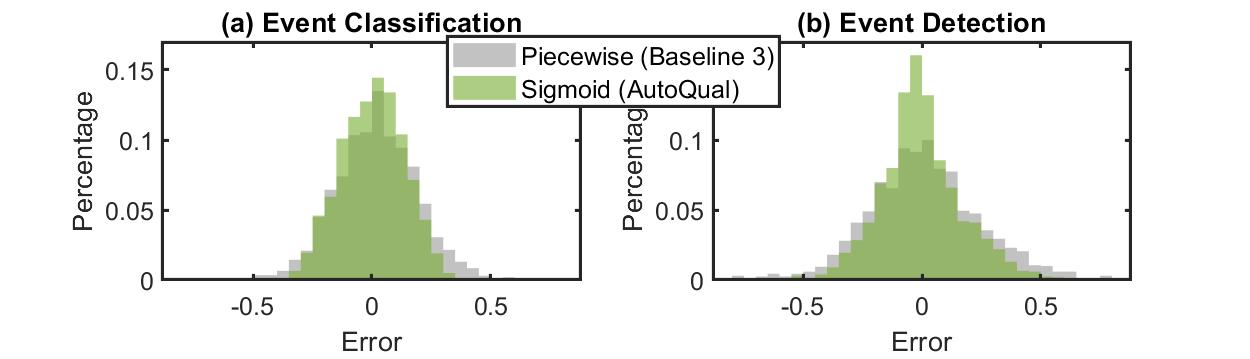 (a) Event Classification
(b) Event Detection
Piecewise (Baseline 3)
Sigmoid (AutoQual)
Percentage
0.15
0.1
0.05
0
-0.5
0
0.5
Error
Percentage
0.1
0.05
0
-0.5
0
0.5
Error